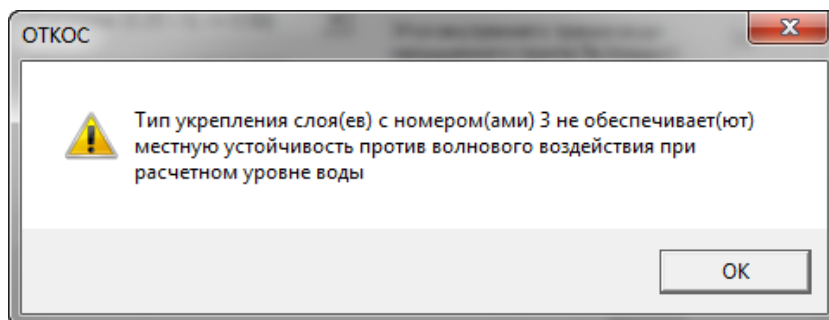 ОТКОС
Тип укрепления слоя(ев) с номером(ами) 3 не обеспечивает(ют)
местную устойчивость против волнового воздействия при
расчетном уровне воды
OK